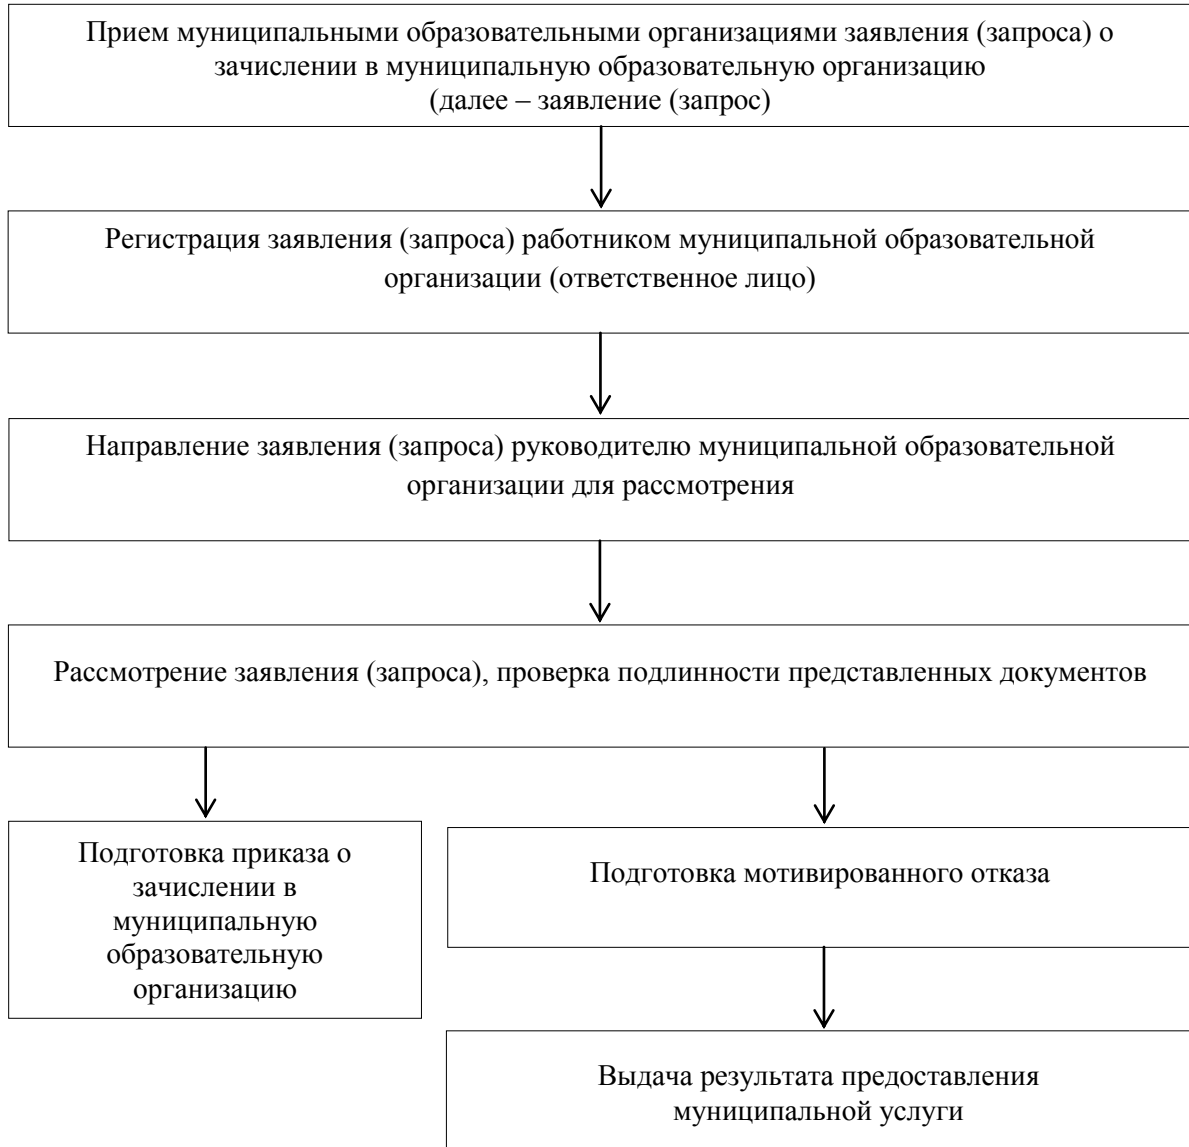 Прием муниципальными образовательными организациями заявления (запроса) о
зачислении в муниципальную образовательную организацию
(далее – заявление (запрос)
Регистрация заявления (запроса) работником муниципальной образовательной
организации (ответственное лицо)
Направление заявления (запроса) руководителю муниципальной образовательной
организации для рассмотрения
Рассмотрение заявления (запроса), проверка подлинности представленных документов
Подготовка приказа о
зачислении в
муниципальную
образовательную
организацию
Подготовка мотивированного отказа
Выдача результата предоставления
муниципальной услуги